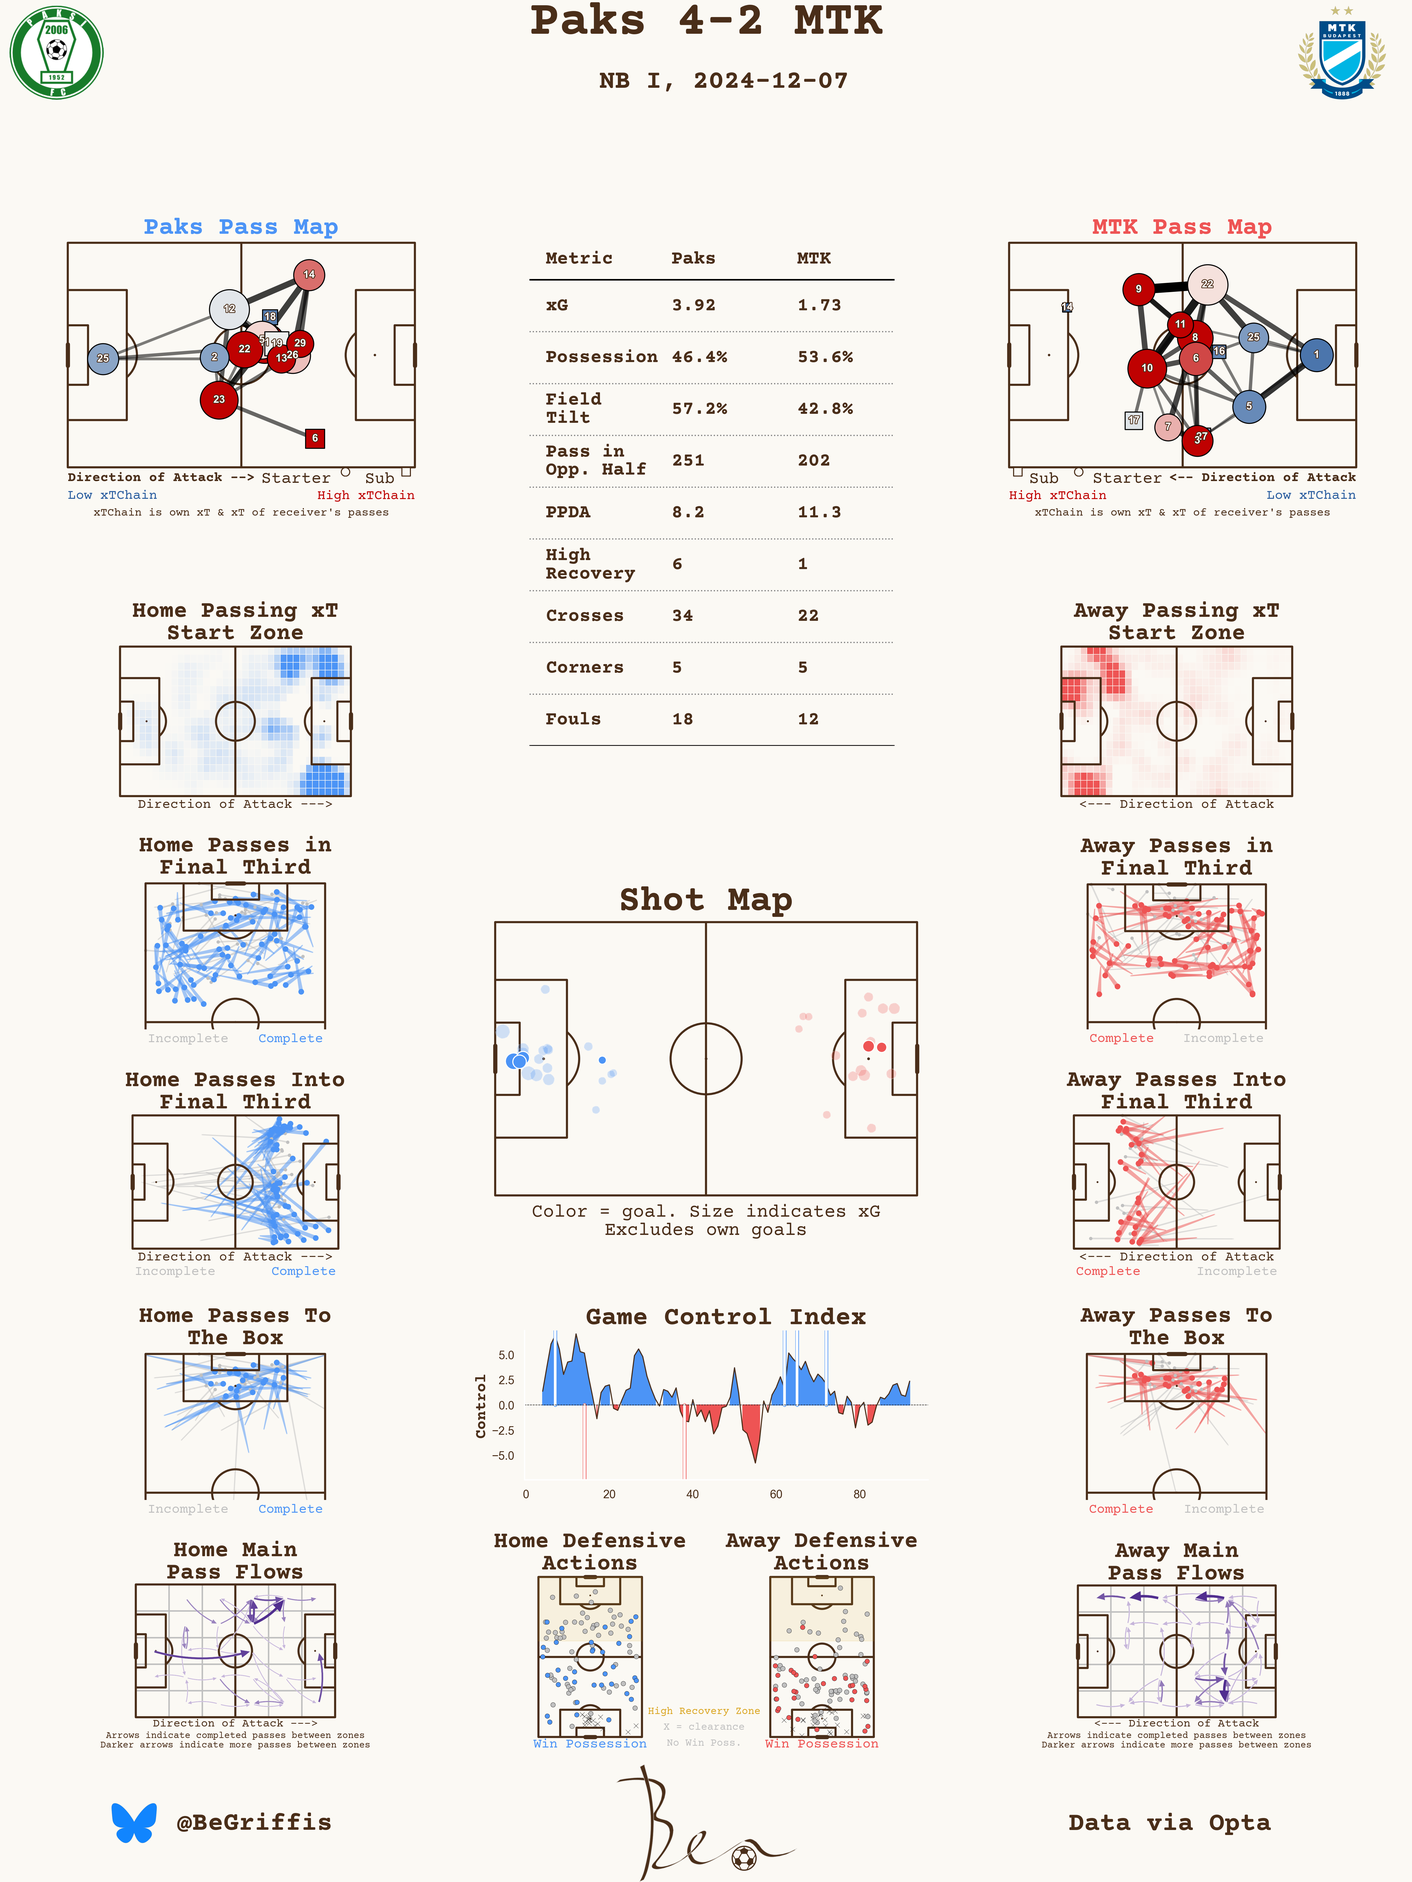 Paks 4-2 MTK
NB I, 2024-12-07
PAKSI
2006
1952
FC
MTK
BUDAPEST
1888
Paks Pass Map
14
12
18
5
19
22
29
13
26
25
2
23
6
Direction of Attack --> Starter Sub
Low xTChain High xTChain
xTChain is own xT & xT of receiver's passes
Metric Paks MTK
xG 3.92 1.73
Possession 46.4% 53.6%
Field
Tilt 57.2% 42.8%
Pass in
Opp. Half 251 202
PPDA 8.2 11.3
High
Recovery 6 1
Crosses 34 22
Corners 5 5
Fouls 18 12
MTK Pass Map
14
9
22
11
8
25
16
6
1
10
5
17
7
3
27
Sub Starter <-- Direction of Attack
High xTChain Low xTChain
xTChain is own xT & xT of receiver's passes
Home Passing xT
Start Zone
Direction of Attack --->
Away Passing xT
Start Zone
<--- Direction of Attack
Home Passes in
Final Third
Incomplete Complete
Away Passes in
Final Third
Complete Incomplete
Shot Map
Color = goal. Size indicates xG
Excludes own goals
Home Passes Into
Final Third
Direction of Attack --->
Incomplete Complete
Away Passes Into
Final Third
<--- Direction of Attack
Complete Incomplete
Home Passes To
The Box
Incomplete Complete
Game Control Index
Control
5.0
2.5
0.0
−2.5
−5.0
0 20 40 60 80
Away Passes To
The Box
Complete Incomplete
Home Main
Pass Flows
Direction of Attack --->
Arrows indicate completed passes between zones
Darker arrows indicate more passes between zones
Home Defensive
Actions
Win Possession
High Recovery Zone
X = clearance
No Win Poss.
Away Defensive
Actions
Win Possession
Away Main
Pass Flows
<--- Direction of Attack
Arrows indicate completed passes between zones
Darker arrows indicate more passes between zones
@BeGriffis
Ben
Data via Opta